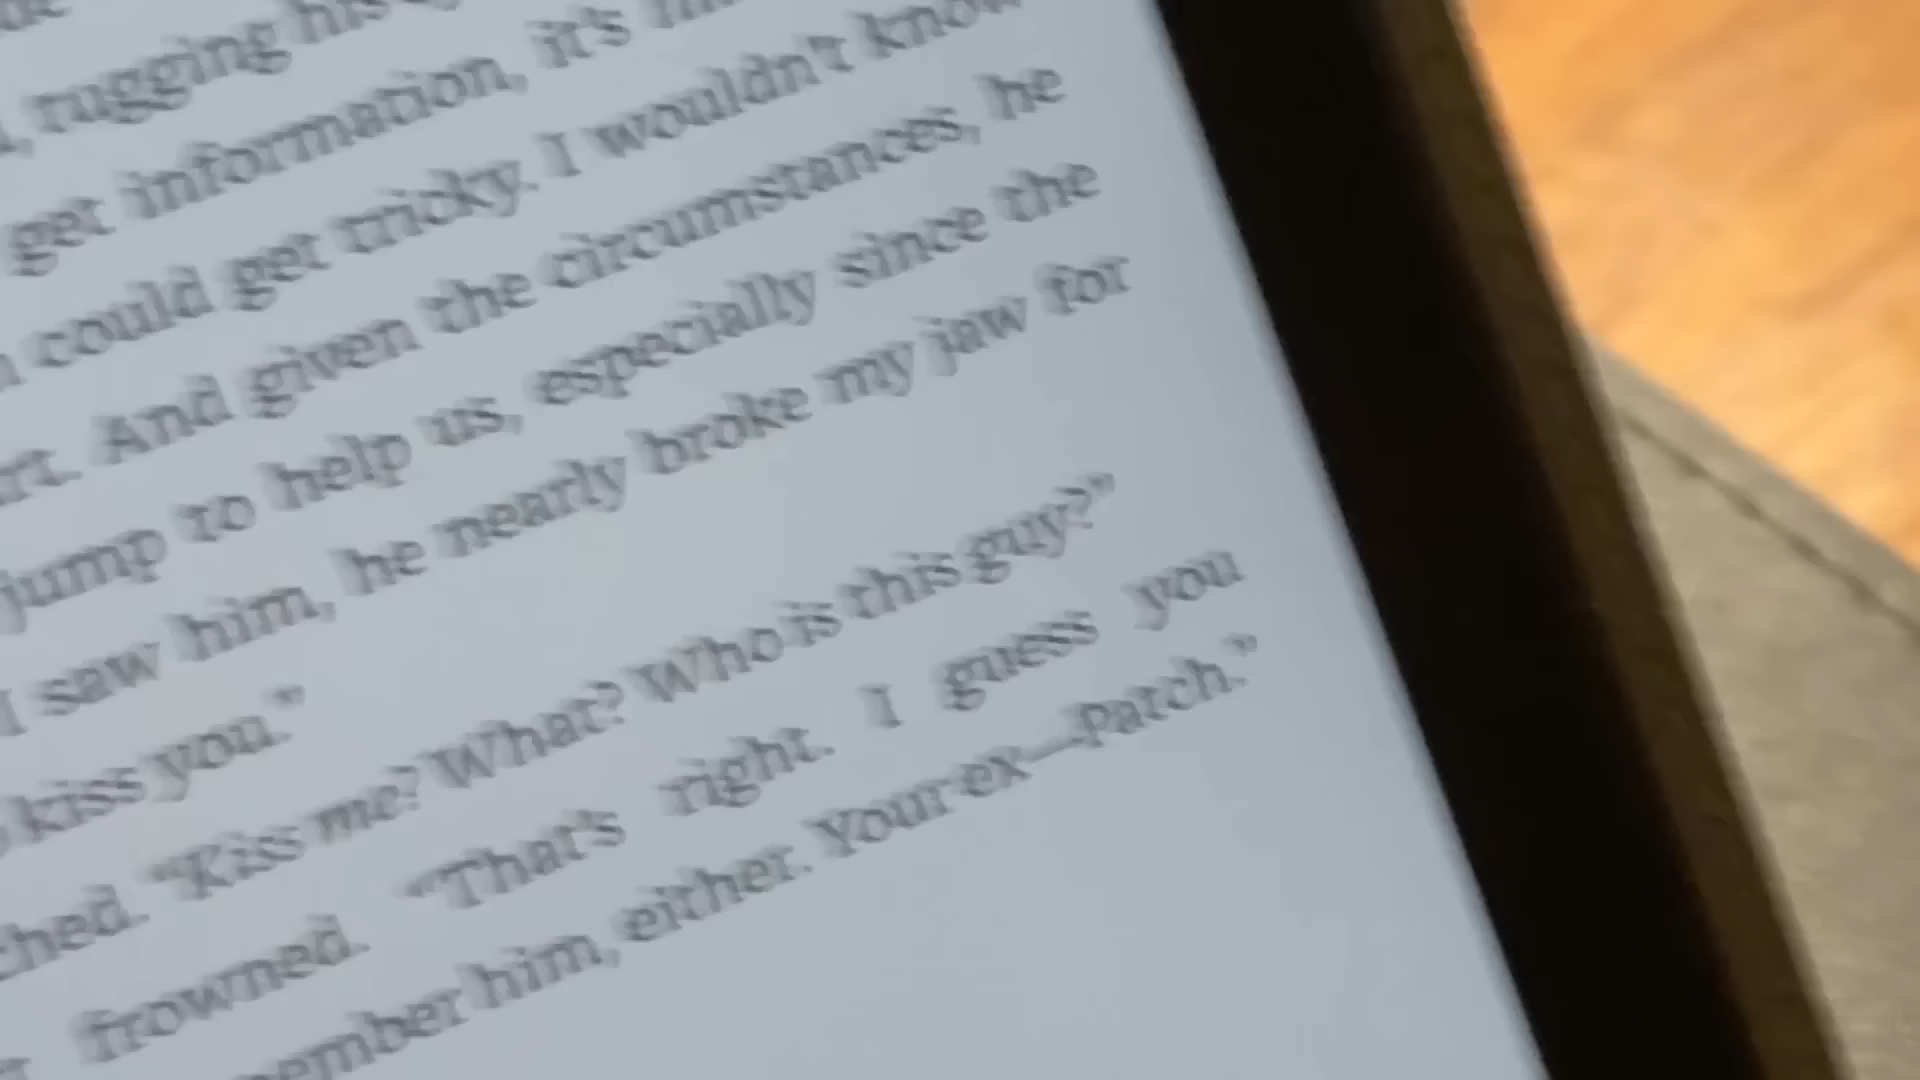 tugging his
get information, it's
could get tricky. I wouldn't know
And given the circumstances, he
jump to help us, especially since the
I saw him, he nearly broke my jaw for
kiss you."
"Kiss me? What? Who is this guy?"
frowned. "That's right. I guess you
him, either. Your ex—Patch."